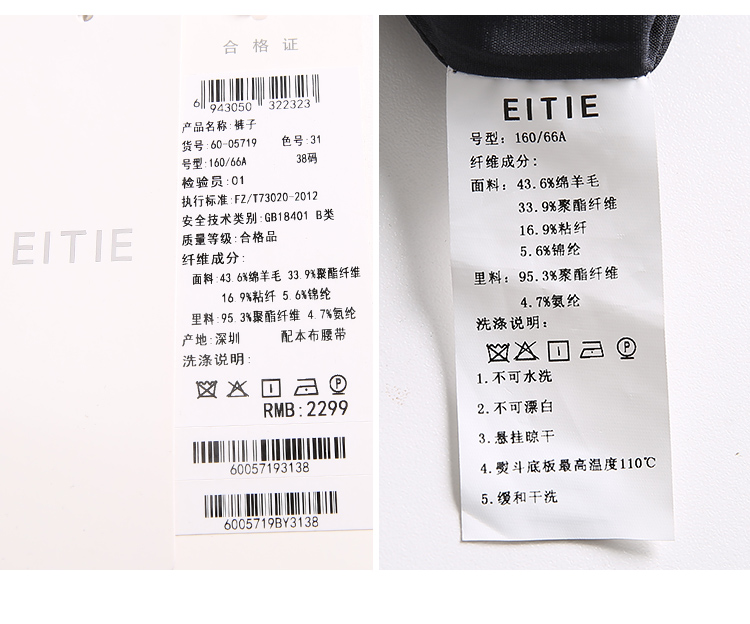 EITIE
合格证
6 943050 322323
产品名称:裤子
货号:60-05719 色号:31
号型:160/66A 38码
检验员:01
执行标准:FZ/T73020-2012
安全技术类别:GB18401 B类
质量等级:合格品
纤维成分:
面料:43.6%绵羊毛 33.9%聚酯纤维
16.9%粘纤 5.6%锦纶
里料:95.3%聚酯纤维 4.7%氨纶
产地:深圳 配本布腰带
洗涤说明:
P
RMB:2299
60057193138
6005719BY3138
EITIE
号型: 160/66A
纤维成分:
面料: 43.6%绵羊毛
33.9%聚酯纤维
16.9%粘纤
5.6%锦纶
里料: 95.3%聚酯纤维
4.7%氨纶
洗涤说明:
P
1.不可水洗
2.不可漂白
3.悬挂晾干
4.熨斗底板最高温度110℃
5.缓和干洗